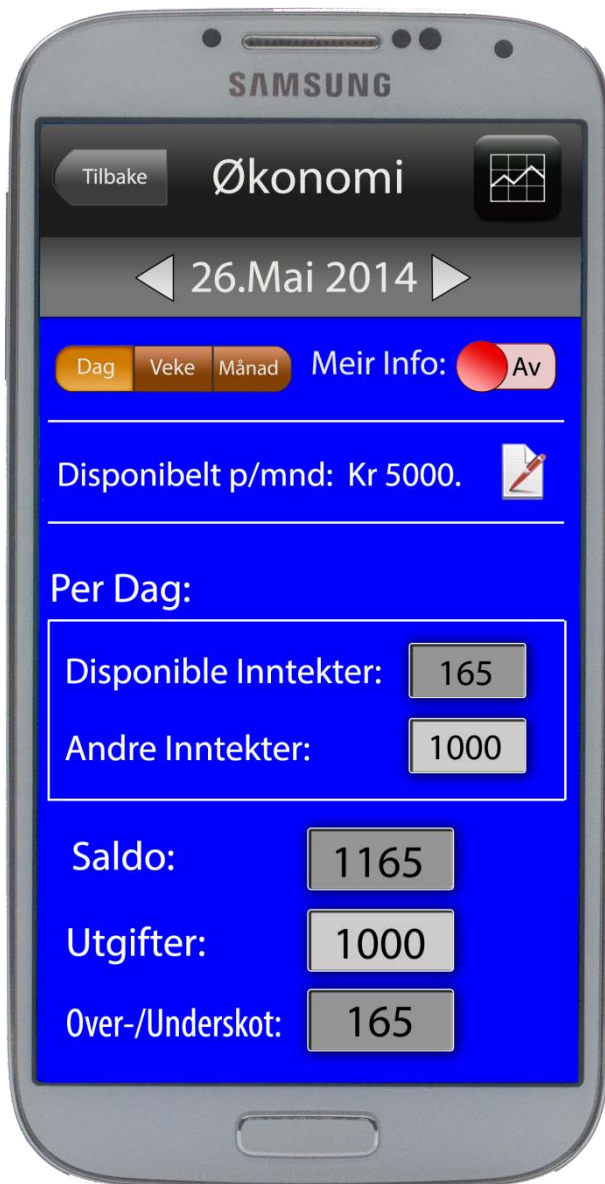 SAMSUNG
Tilbake Økonomi
26.Mai 2014
Dag Veke Månad Meir Info: Av
Disponibelt p/mnd: Kr 5000.
Per Dag:
Disponible Inntekter: 165
Andre Inntekter: 1000
Saldo: 1165
Utgifter: 1000
Over-/Underskot: 165